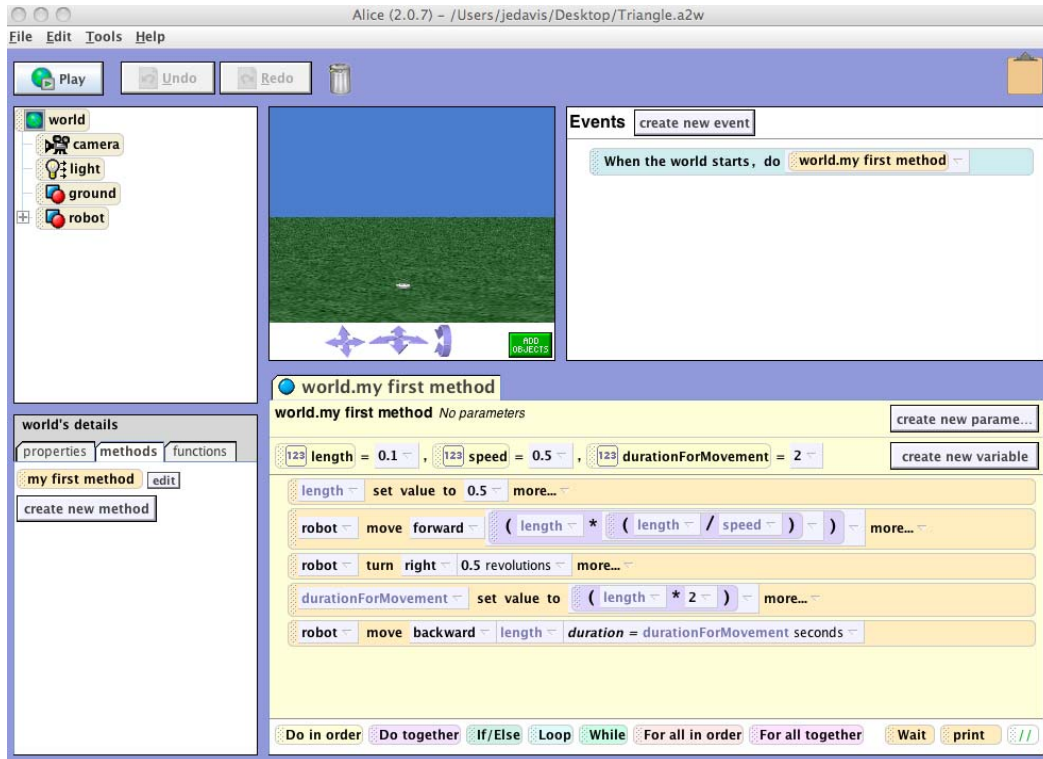 Alice (2.0.7) - /Users/jedavis/Desktop/Triangle.a2w
File Edit Tools Help
Play Undo Redo
world
camera
light
ground
robot
ADD OBJECTS
Events create new event
When the world starts, do world.my first method
world's details
properties methods functions
my first method edit
create new method
world.my first method
world.my first method No parameters create new parame...
123 length = 0.1 , 123 speed = 0.5 , 123 durationForMovement = 2 create new variable
length set value to 0.5 more...
robot move forward ( length * ( length / speed ) ) more...
robot turn right 0.5 revolutions more...
durationForMovement set value to ( length * 2 ) more...
robot move backward length duration = durationForMovement seconds
Do in order Do together If/Else Loop While For all in order For all together Wait print //